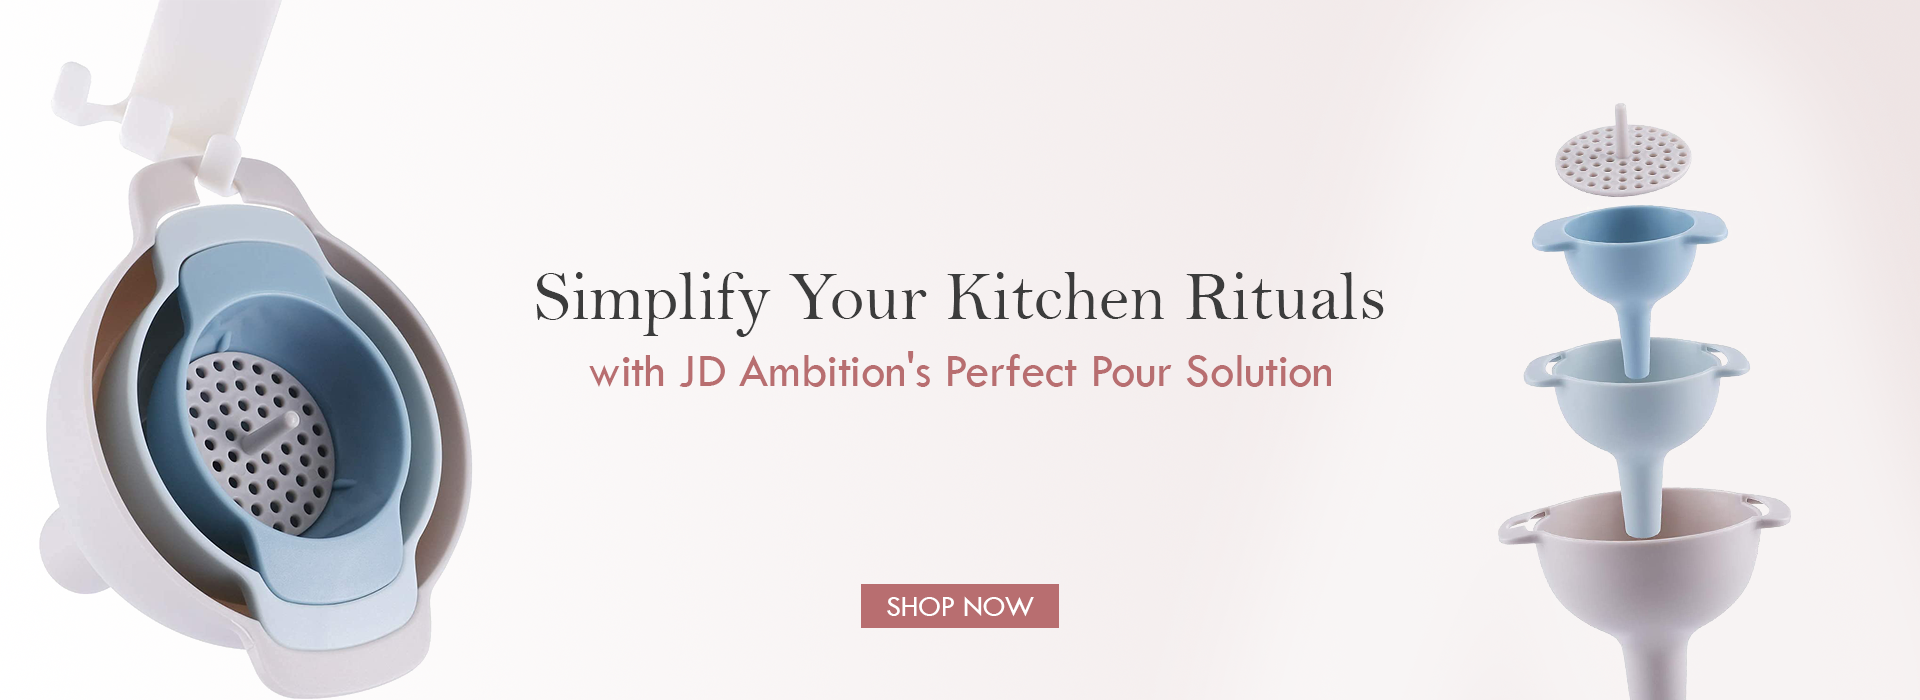 Simplify Your Kitchen Rituals
with JD Ambition's Perfect Pour Solution
SHOP NOW